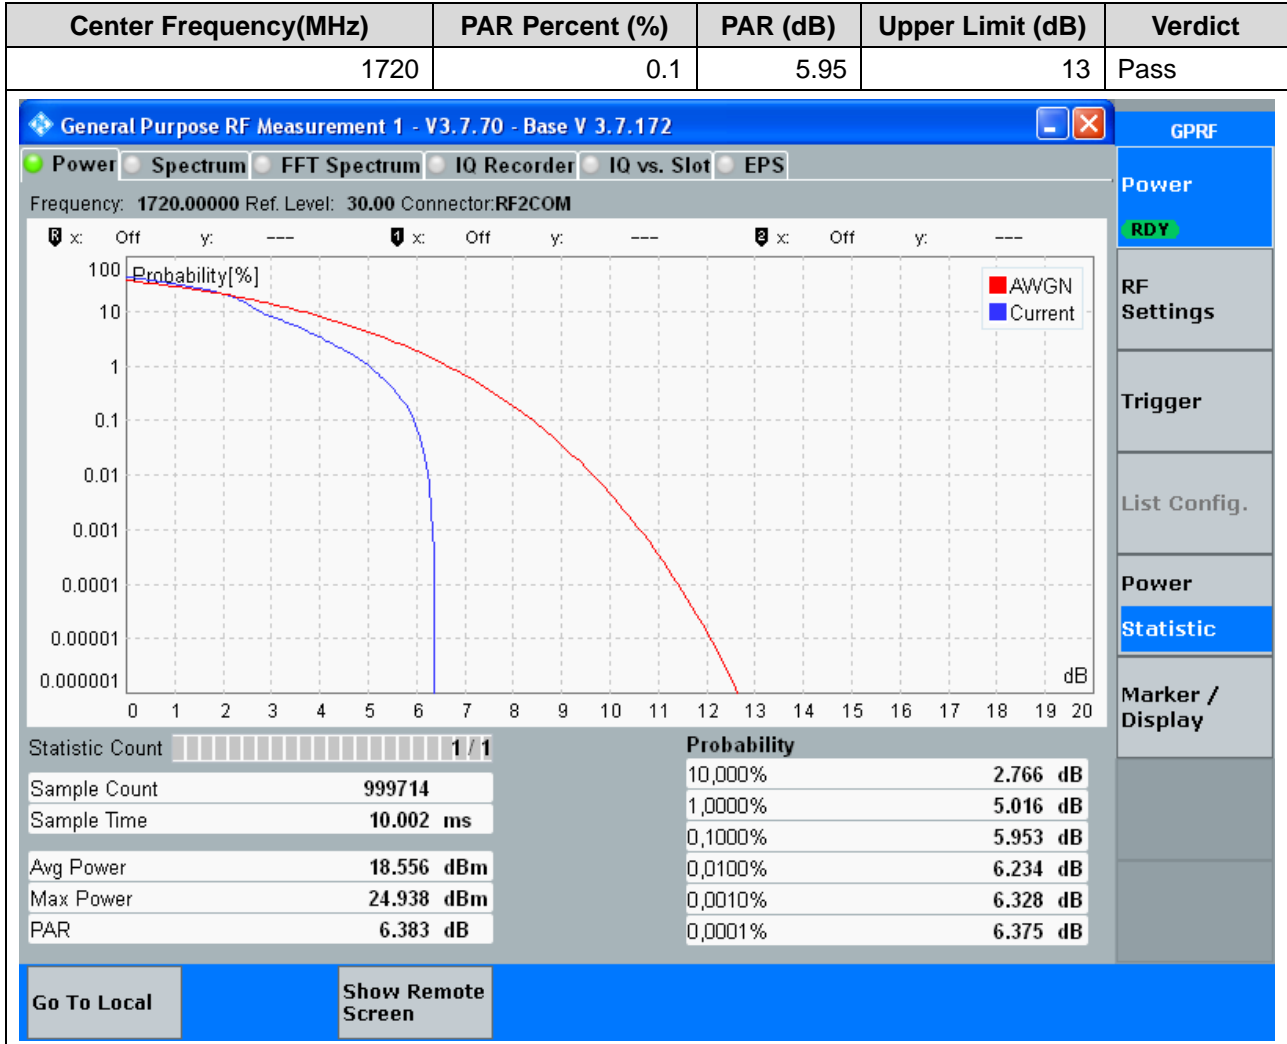 Center Frequency(MHz) PAR Percent (%) PAR (dB) Upper Limit (dB) Verdict
1720 0.1 5.95 13 Pass
General Purpose RF Measurement 1 - V3.7.70 - Base V 3.7.172
GPRF
Power Spectrum FFT Spectrum IQ Recorder IQ vs. Slot EPS
Frequency: 1720.00000 Ref. Level: 30.00 Connector:RF2COM
R x: Off y: --- 1 x: Off y: --- 2 x: Off y: ---
Probability[%]
AWGN
Current
100
10
1
0.1
0.01
0.001
0.0001
0.00001
0.000001
dB
0 1 2 3 4 5 6 7 8 9 10 11 12 13 14 15 16 17 18 19 20
Statistic Count 1 / 1
Sample Count 999714
Sample Time 10.002 ms
Avg Power 18.556 dBm
Max Power 24.938 dBm
PAR 6.383 dB
Probability
10,000% 2.766 dB
1,0000% 5.016 dB
0,1000% 5.953 dB
0,0100% 6.234 dB
0,0010% 6.328 dB
0,0001% 6.375 dB
Power
RDY
RF
Settings
Trigger
List Config.
Power
Statistic
Marker /
Display
Go To Local
Show Remote
Screen